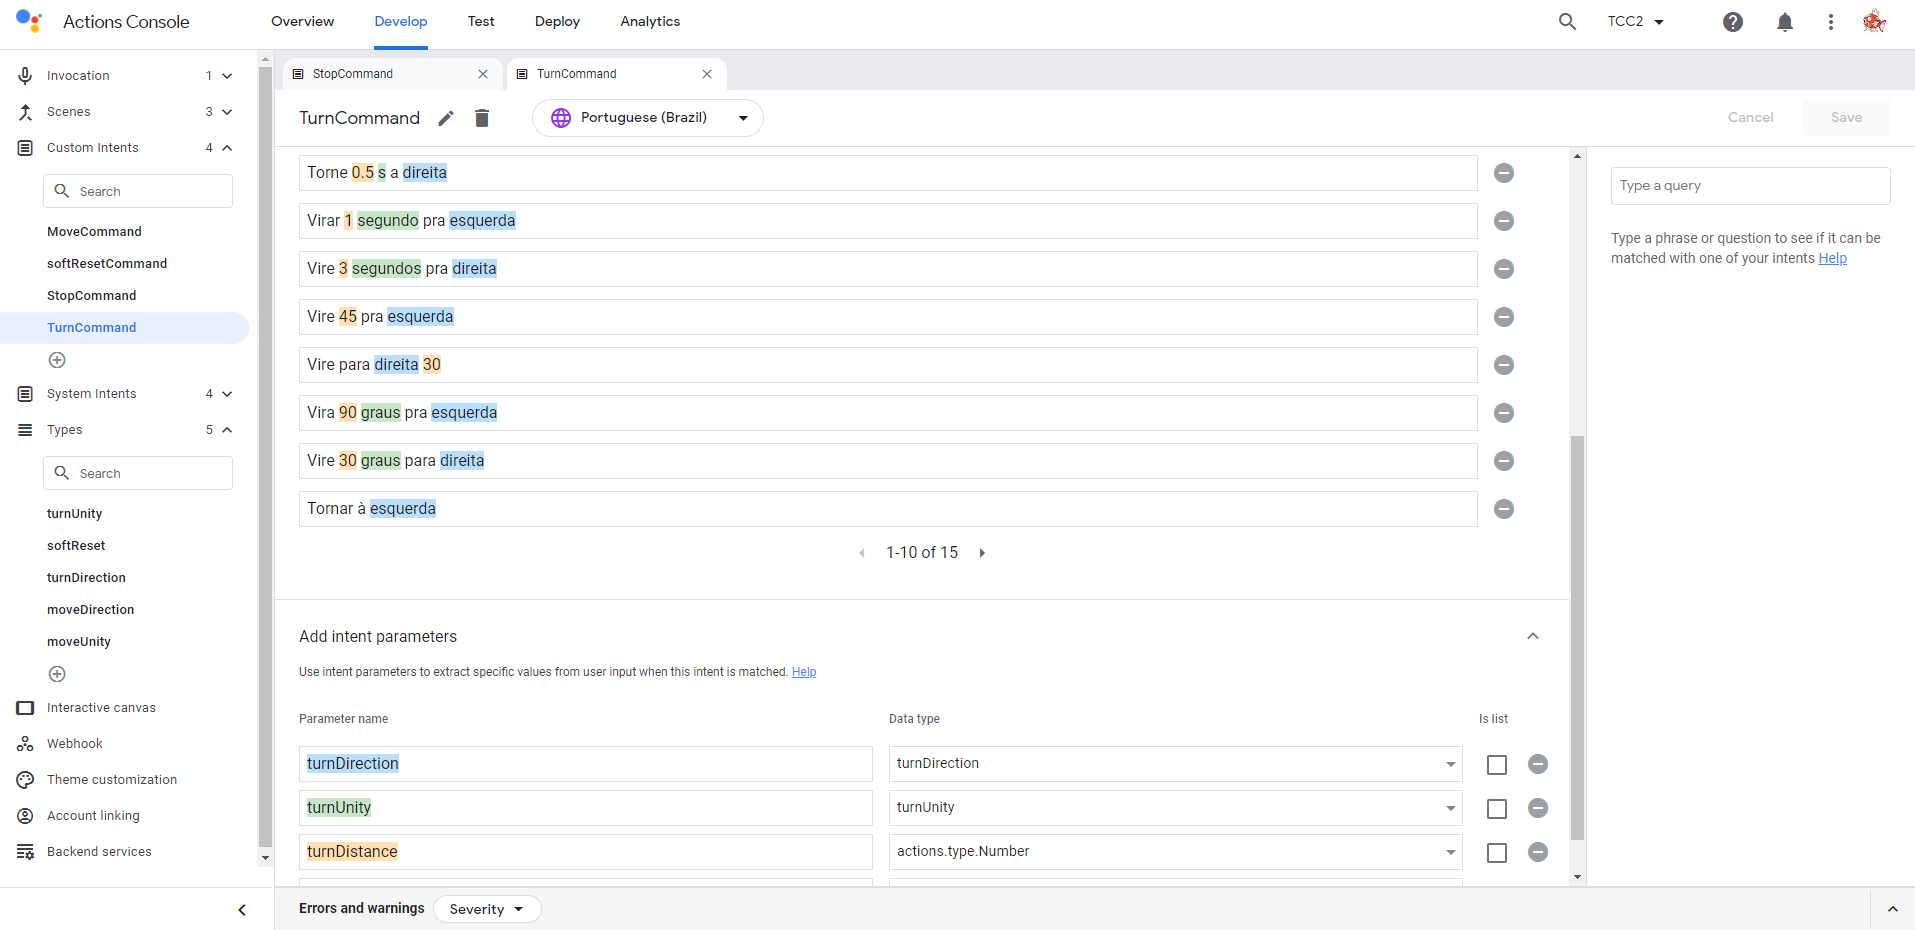 Actions Console
Overview
Develop
Test
Deploy
Analytics
TCC2
Invocation 1
Scenes 3
Custom Intents 4
Search
MoveCommand
softResetCommand
StopCommand
TurnCommand
System Intents 4
Types 5
Search
turnUnity
softReset
turnDirection
moveDirection
moveUnity
Interactive canvas
Webhook
Theme customization
Account linking
Backend services
StopCommand
TurnCommand
TurnCommand
Portuguese (Brazil)
Cancel
Save
Torne 0.5 s a direita
Virar 1 segundo pra esquerda
Vire 3 segundos pra direita
Vire 45 pra esquerda
Vire para direita 30
Vira 90 graus pra esquerda
Vire 30 graus para direita
Tornar à esquerda
1-10 of 15
Add intent parameters
Use intent parameters to extract specific values from user input when this intent is matched. Help
Parameter name
Data type
Is list
turnDirection
turnDirection
turnUnity
turnUnity
turnDistance
actions.type.Number
Type a query
Type a phrase or question to see if it can be
matched with one of your intents Help
Errors and warnings
Severity